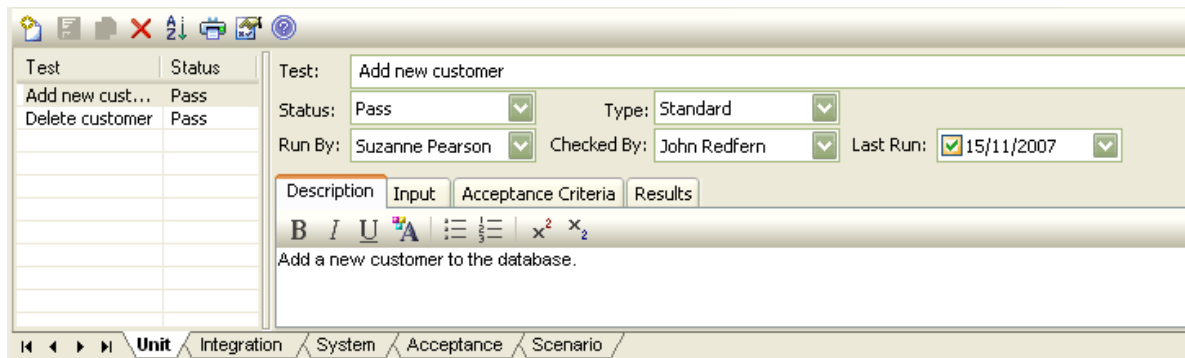 Test Status
Add new cust... Pass
Delete customer Pass
Test: Add new customer
Status: Pass Type: Standard
Run By: Suzanne Pearson Checked By: John Redfern Last Run: 15/11/2007
Description Input Acceptance Criteria Results
B I U A x² x₂
Add a new customer to the database.
Unit Integration System Acceptance Scenario